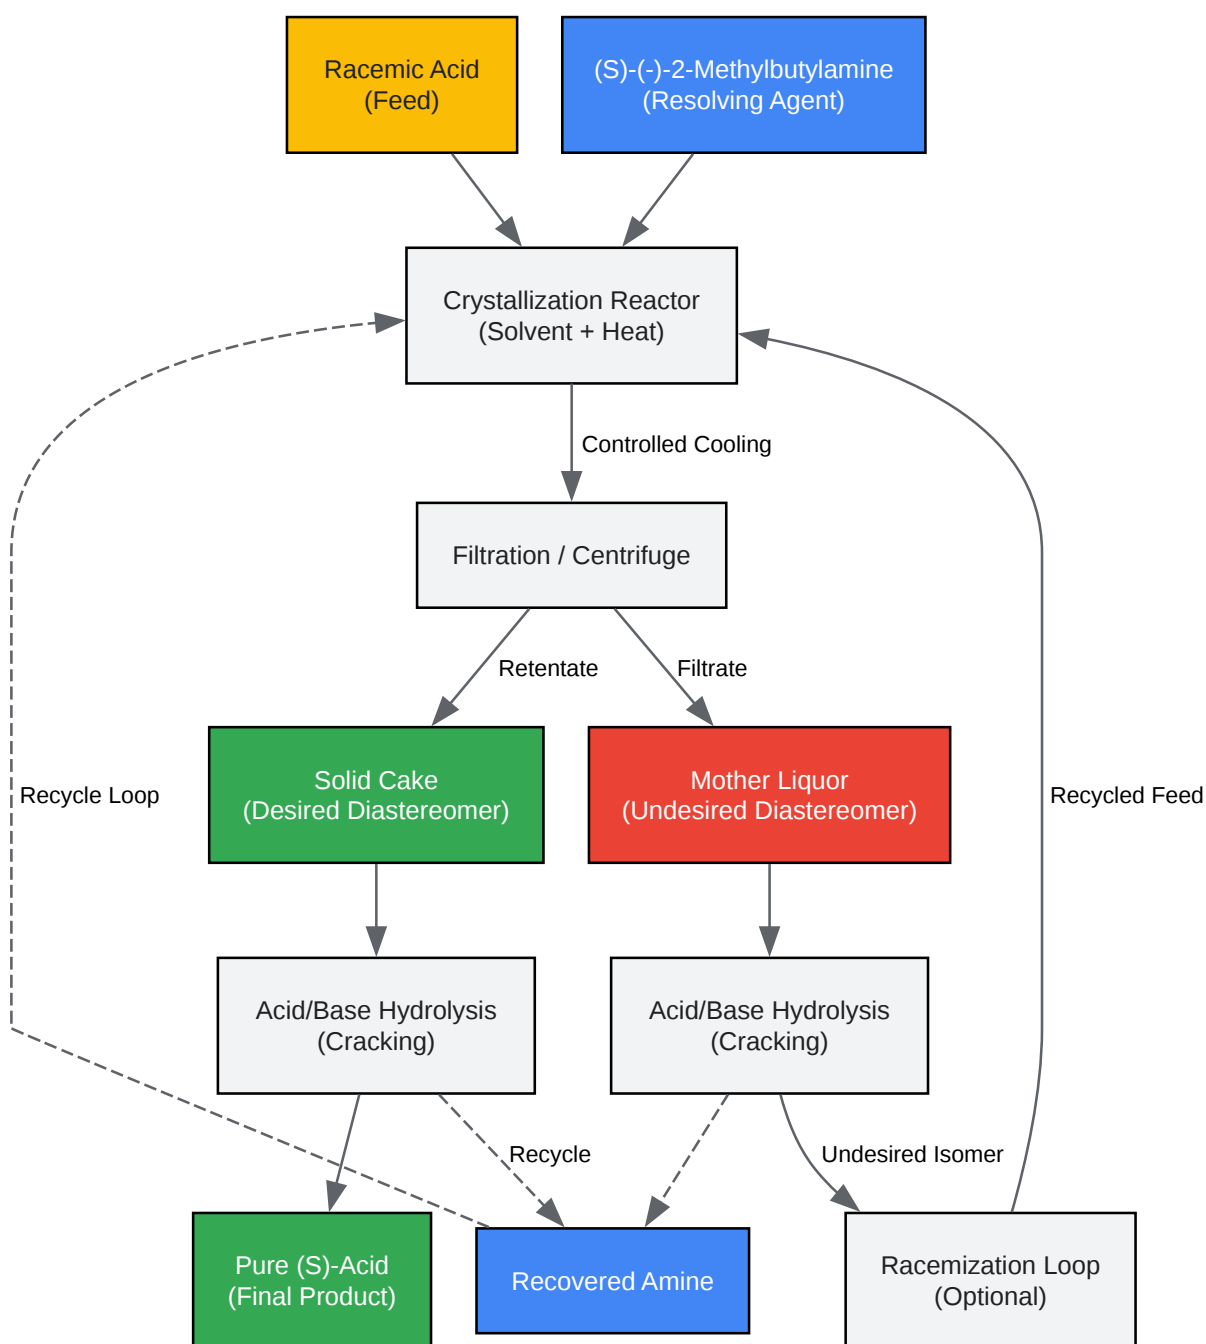 Racemic Acid
(Feed)
(S)-(-)-2-Methylbutylamine
(Resolving Agent)
Crystallization Reactor
(Solvent + Heat)
Controlled Cooling
Filtration / Centrifuge
Retentate
Filtrate
Solid Cake
(Desired Diastereomer)
Mother Liquor
(Undesired Diastereomer)
Recycle Loop
Recycled Feed
Acid/Base Hydrolysis
(Cracking)
Acid/Base Hydrolysis
(Cracking)
Recycle
Undesired Isomer
Pure (S)-Acid
(Final Product)
Recovered Amine
Racemization Loop
(Optional)